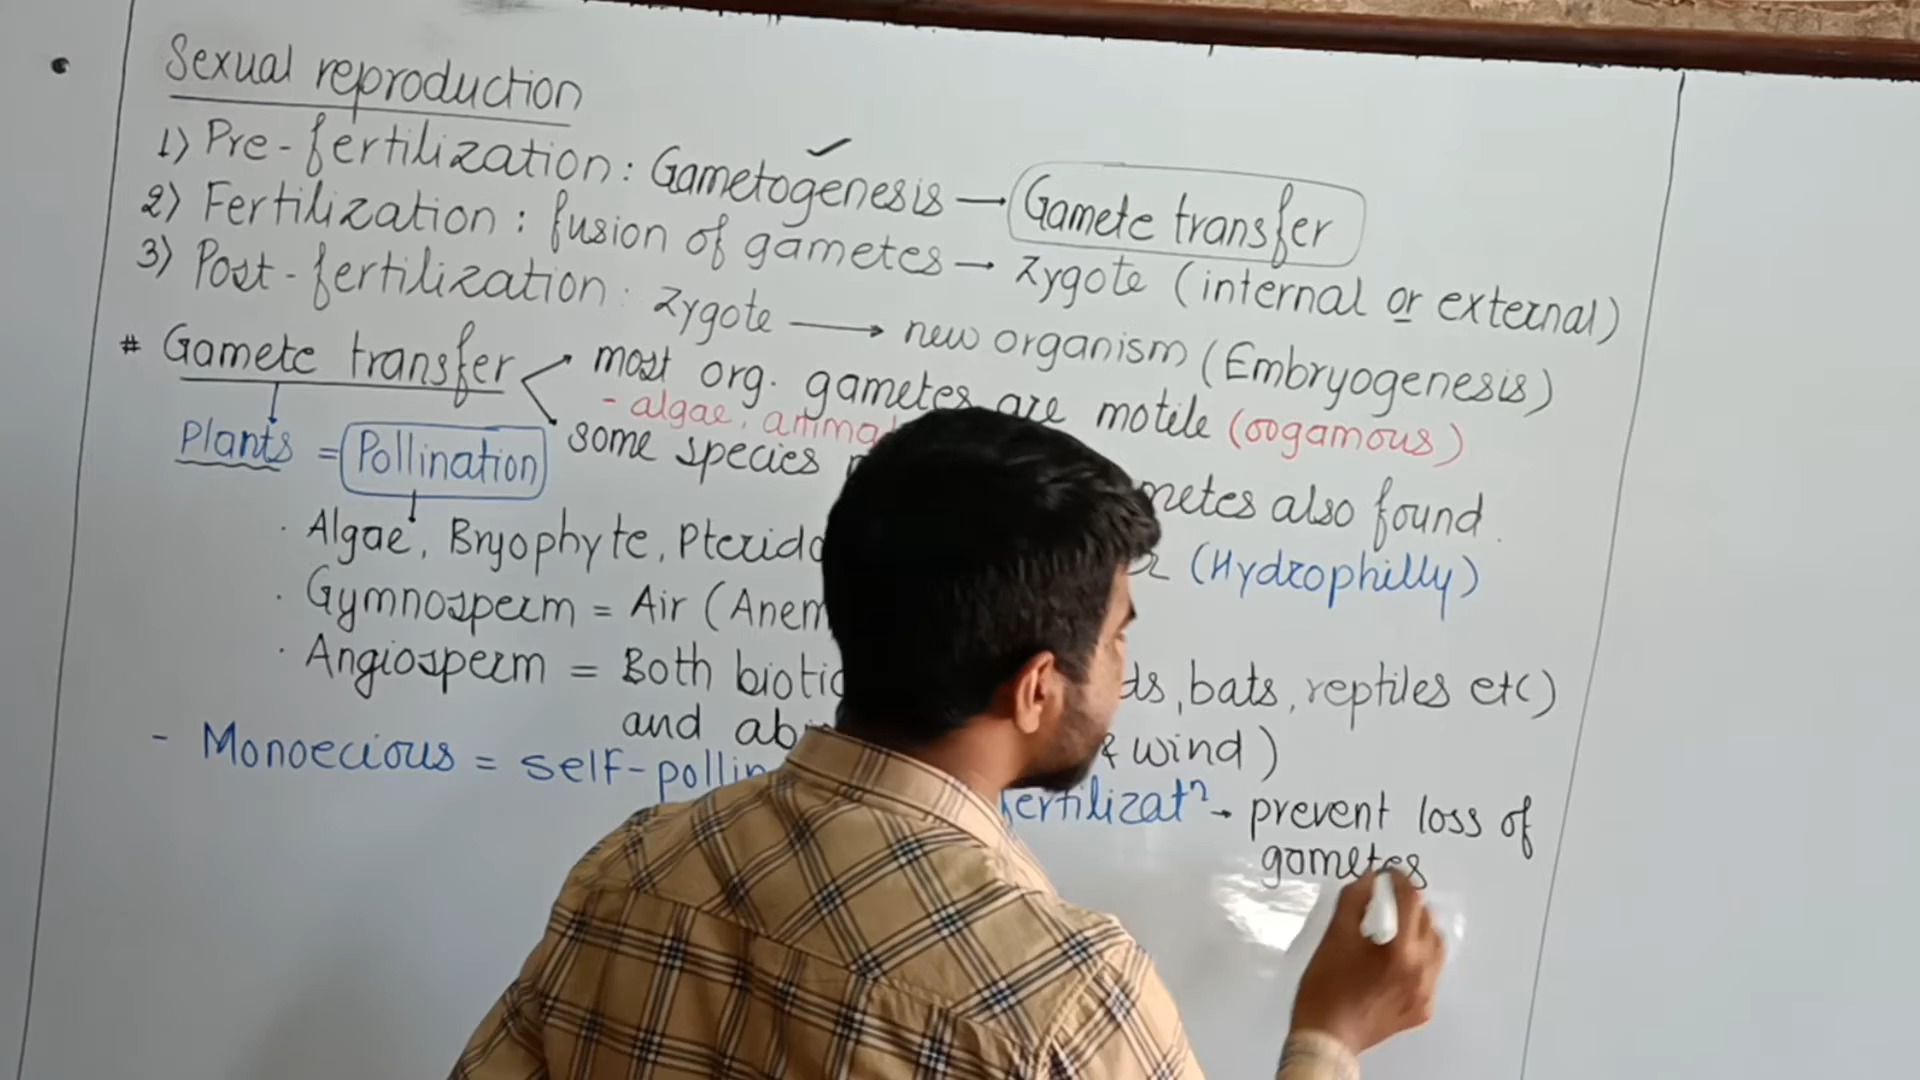 Sexual reproduction
1) Pre-fertilization : Gametogenesis → Gamete transfer
2) Fertilization : fusion of gametes → zygote (internal or external)
3) Post-fertilization : zygote → new organism (Embryogenesis)
# Gamete transfer < most org. gametes are motile (oogamous)
- algae, animal
some species metes also found.
Plants = Pollination
· Algae, Bryophyte, Pterido (Hydrophilly)
· Gymnosperm = Air (Anem
· Angiosperm = Both biotic ds, bats, reptiles etc)
and ab & wind)
- Monoecious = self-pollin fertilizatⁿ → prevent loss of
gametes